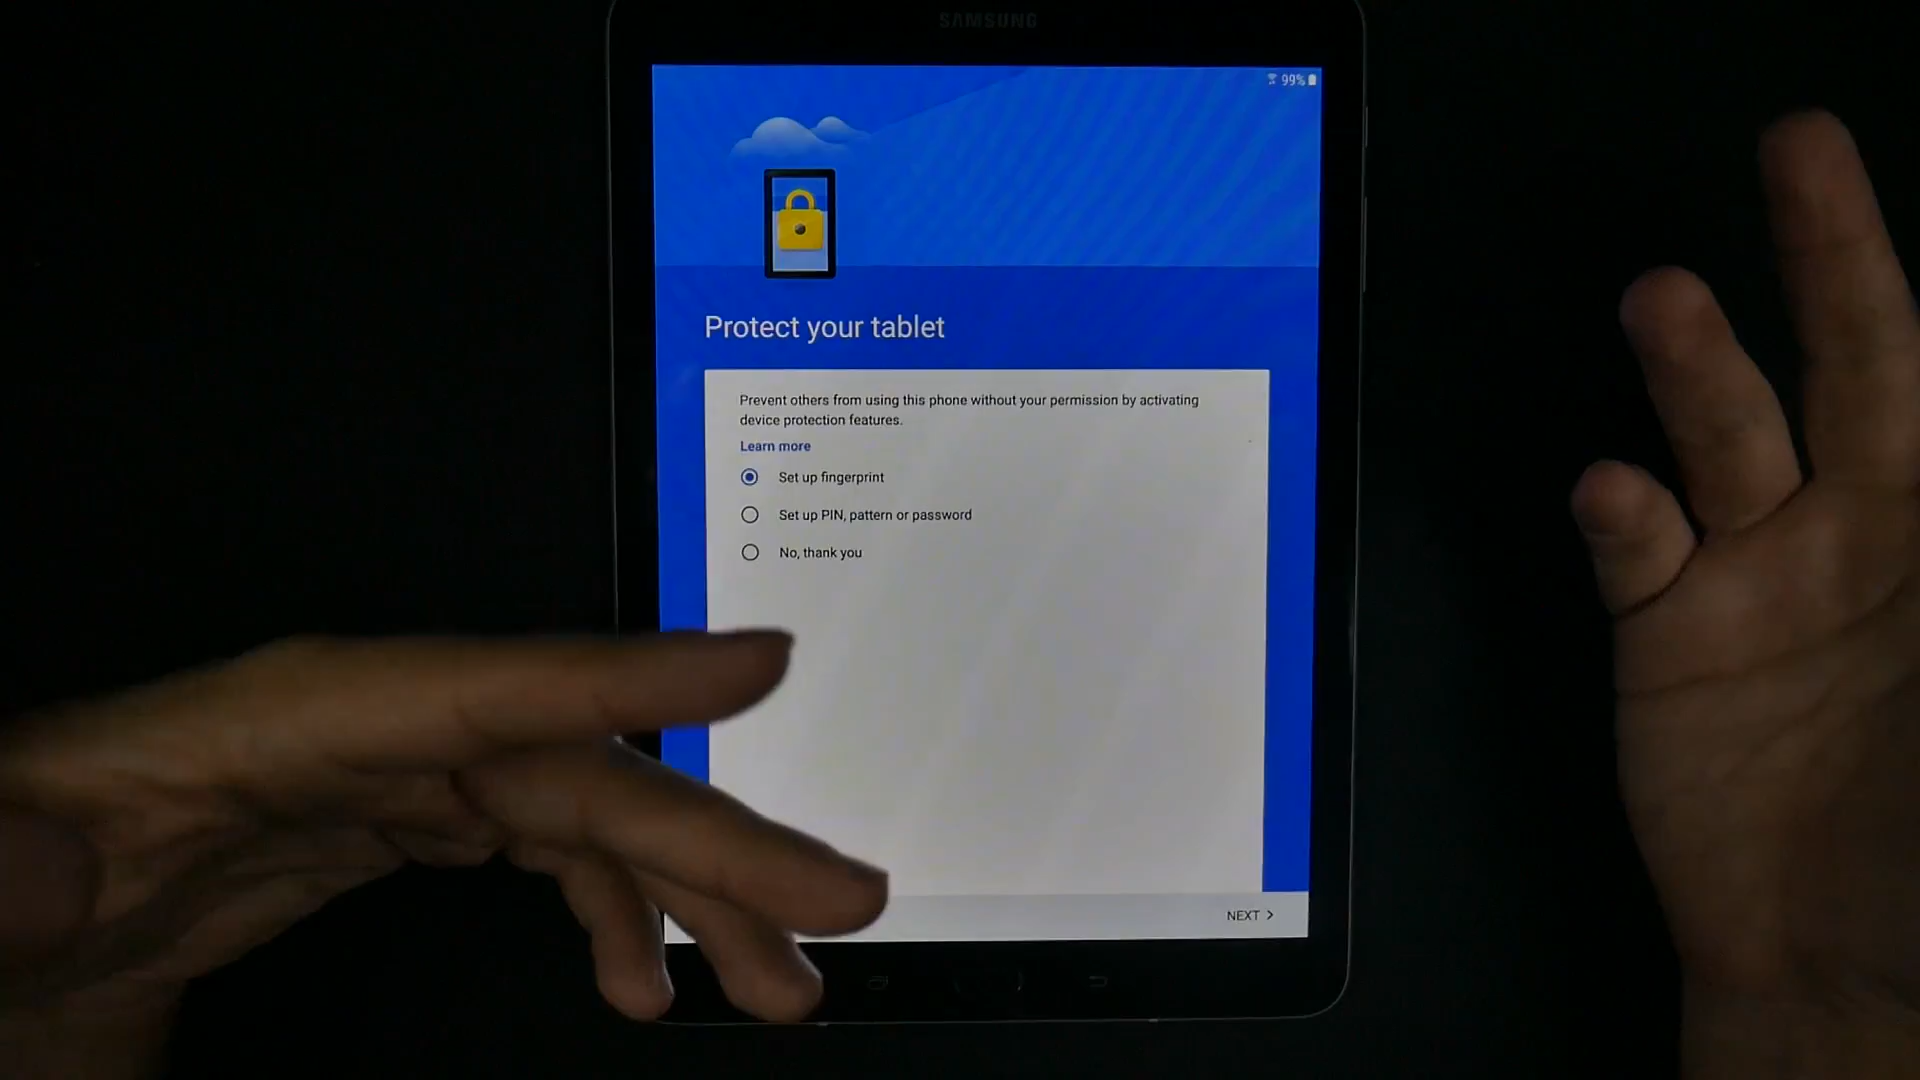 SAMSUNG
99%
Protect your tablet
Prevent others from using this phone without your permission by activating
device protection features.
Learn more
Set up fingerprint
Set up PIN, pattern or password
No, thank you
NEXT >